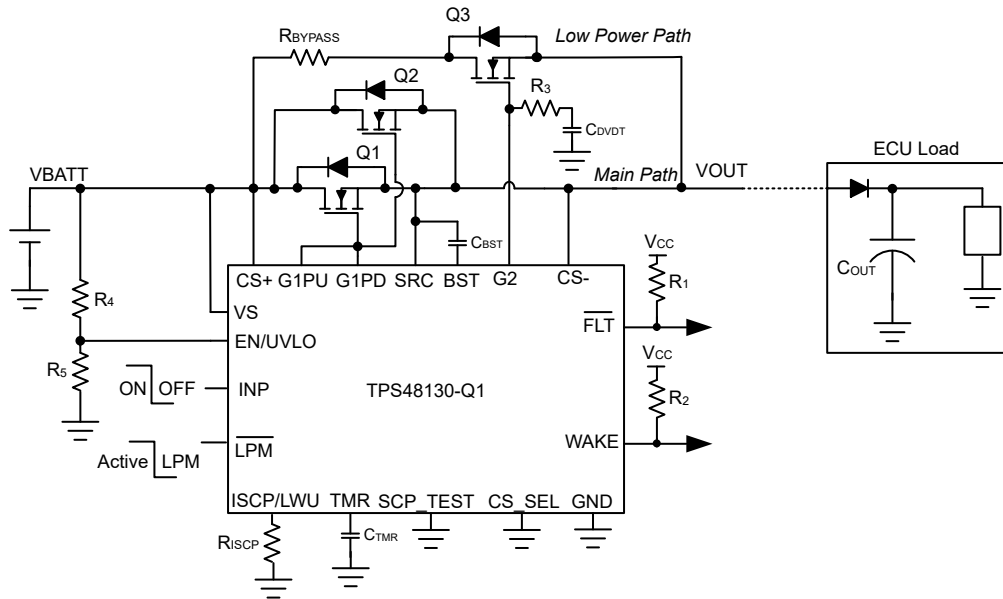 Q3
Low Power Path
RBYPASS
Q2
R3
CDVDT
Q1
ECU Load
VBATT
Main Path
VOUT
CBST
VCC
COUT
CS+ G1PU G1PD SRC BST G2 CS-
R1
R4
VS
FLT
EN/UVLO
R5
VCC
ON OFF
INP
TPS48130-Q1
R2
WAKE
Active LPM
LPM
ISCP/LWU TMR SCP_TEST CS_SEL GND
RISCP
CTMR